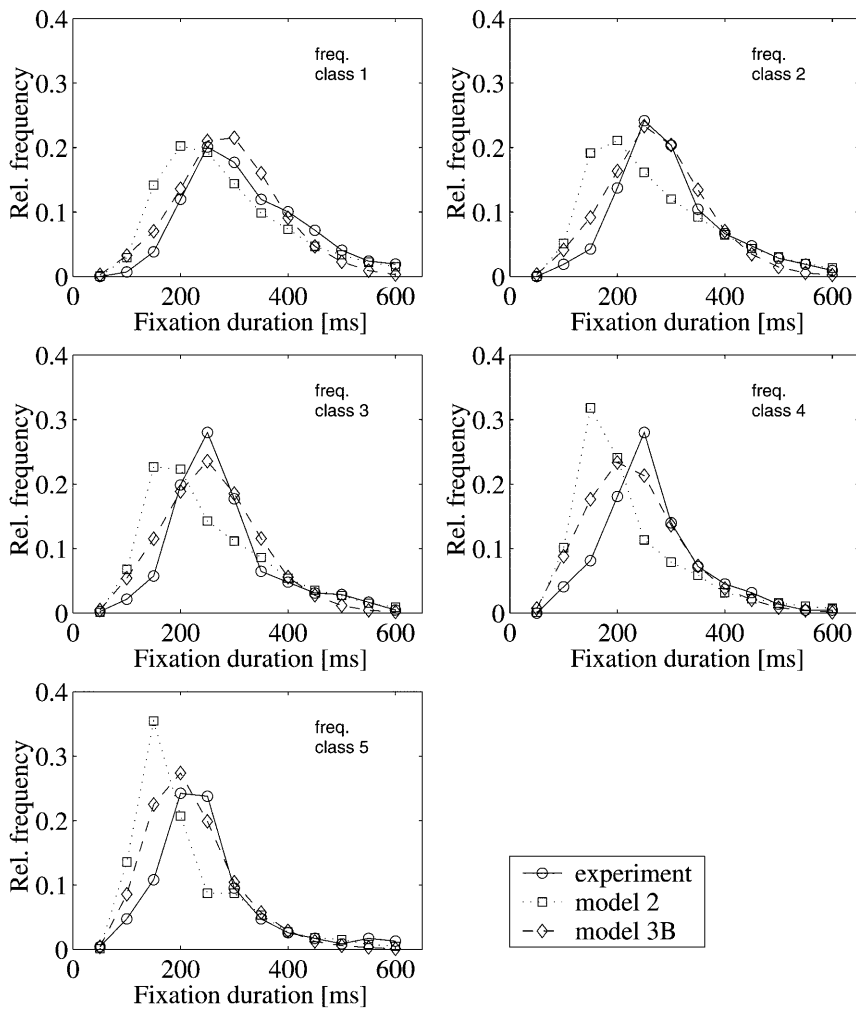 0.4
0.3
0.2
0.1
0
Rel. frequency
freq.
class 1
0 200 400 600
Fixation duration [ms]
0.4
0.3
0.2
0.1
0
Rel. frequency
freq.
class 2
0 200 400 600
Fixation duration [ms]
0.4
0.3
0.2
0.1
0
Rel. frequency
freq.
class 3
0 200 400 600
Fixation duration [ms]
0.4
0.3
0.2
0.1
0
Rel. frequency
freq.
class 4
0 200 400 600
Fixation duration [ms]
0.4
0.3
0.2
0.1
0
Rel. frequency
freq.
class 5
0 200 400 600
Fixation duration [ms]
experiment
model 2
model 3B